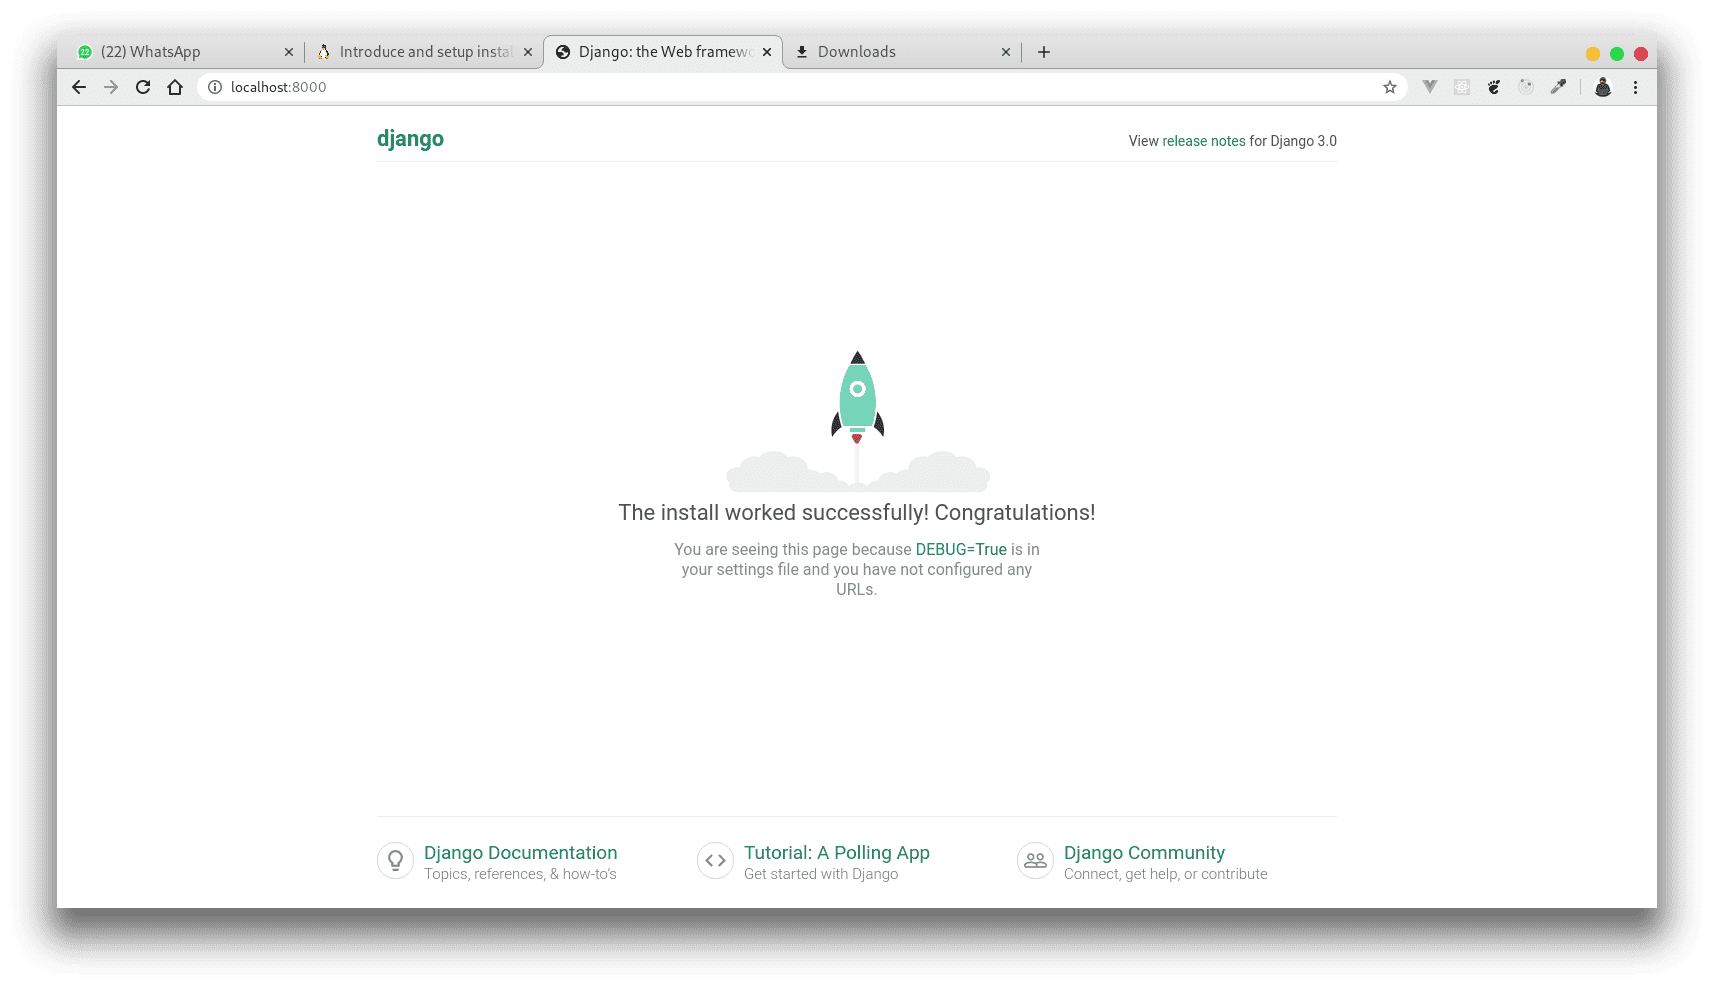 (22) WhatsApp
Introduce and setup instal
Django: the Web framewo
Downloads
localhost:8000
django
View release notes for Django 3.0
The install worked successfully! Congratulations!
You are seeing this page because DEBUG=True is in
your settings file and you have not configured any
URLs.
Django Documentation
Topics, references, & how-to's
Tutorial: A Polling App
Get started with Django
Django Community
Connect, get help, or contribute